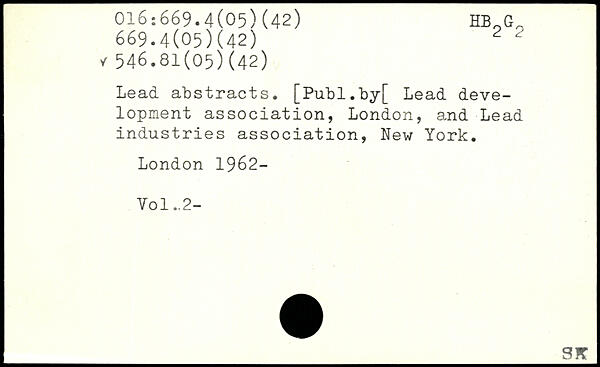 016:669.4(05)(42) HB₂G₂
669.4(05)(42)
v 546.81(05)(42)
Lead abstracts. [Publ.by[ Lead deve-
lopment association, London, and Lead
industries association, New York.
London 1962-
Vol.2-
SK